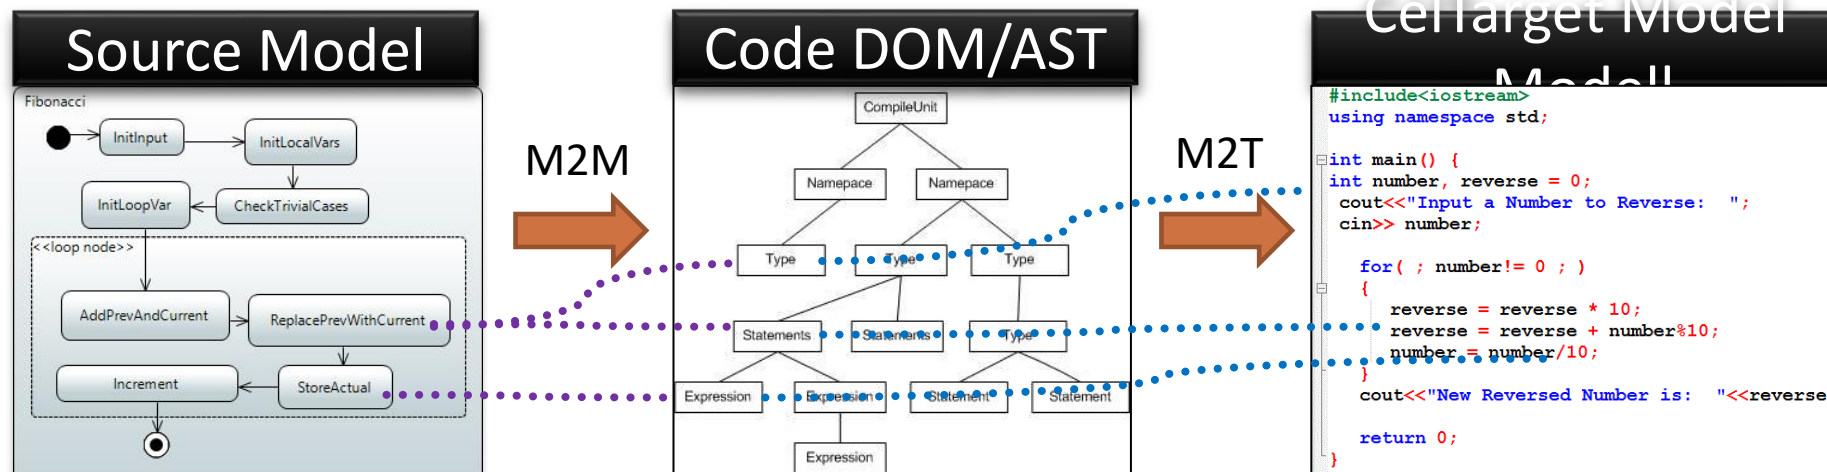 Source Model
Fibonacci
InitInput
InitLocalVars
InitLoopVar
CheckTrivialCases
<<loop node>>
AddPrevAndCurrent
ReplacePrevWithCurrent
Increment
StoreActual
M2M
Code DOM/AST
CompileUnit
Namepace
Namepace
Type
Type
Type
Statements
Statements
Type
Expression
Expression
Statement
Statement
Expression
M2T
CélTarget Model
Modell
#include<iostream>
using namespace std;
int main() {
int number, reverse = 0;
cout<<"Input a Number to Reverse:  ";
cin>> number;
for( ; number!= 0 ; )
{
reverse = reverse * 10;
reverse = reverse + number%10;
number = number/10;
}
cout<<"New Reversed Number is:  "<<reverse
return 0;
}